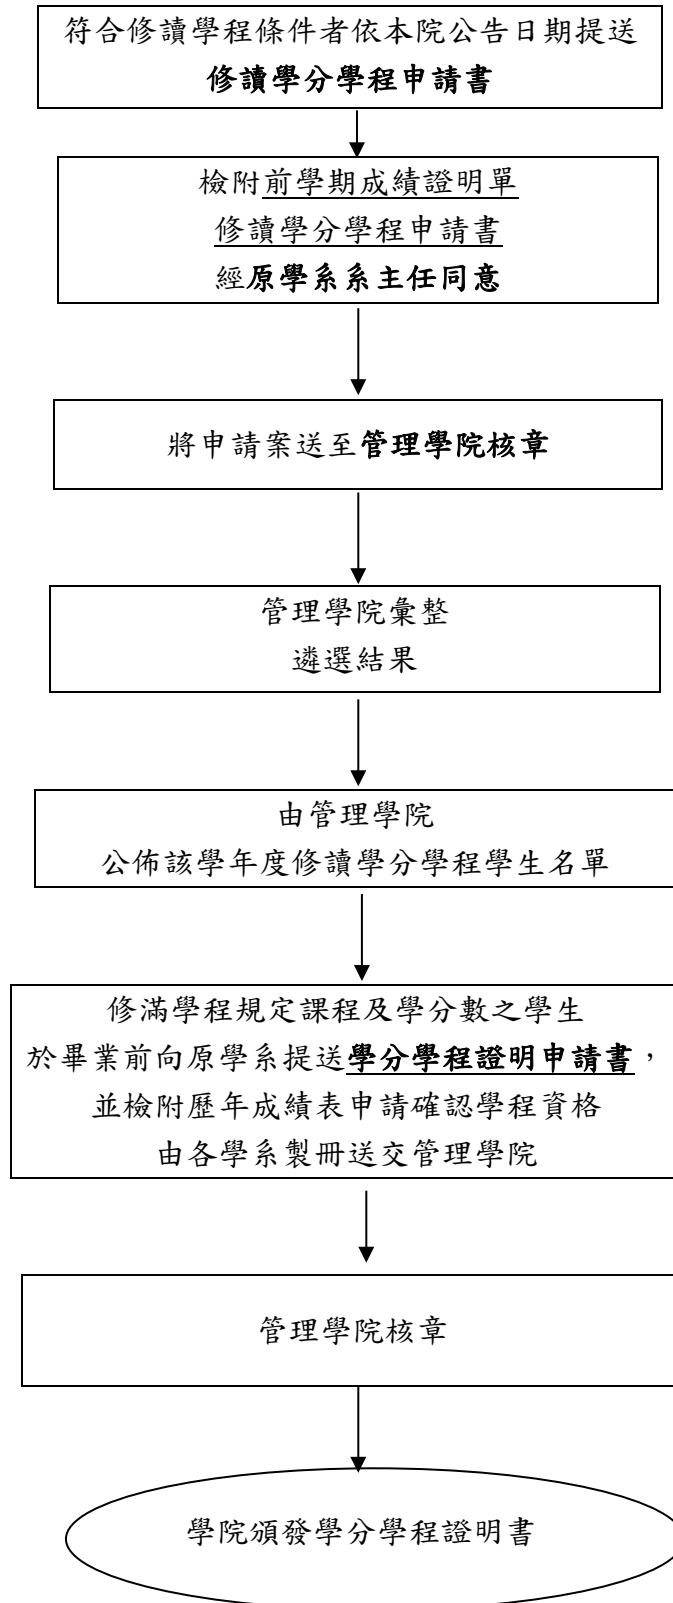 符合修讀學程條件者依本院公告日期提送
修讀學分學程申請書
檢附前學期成績證明單
修讀學分學程申請書
經原學系系主任同意
將申請案送至管理學院核章
管理學院彙整
遴選結果
由管理學院
公佈該學年度修讀學分學程學生名單
修滿學程規定課程及學分數之學生
於畢業前向原學系提送學分學程證明申請書，
並檢附歷年成績表申請確認學程資格
由各學系製冊送交管理學院
管理學院核章
學院頒發學分學程證明書